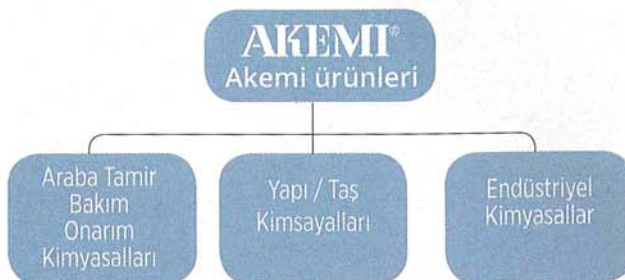 AKEMI®
Akemi ürünleri
Araba Tamir
Bakım
Onarım
Kimyasalları
Yapı / Taş
Kimsayalları
Endüstriyel
Kimyasallar